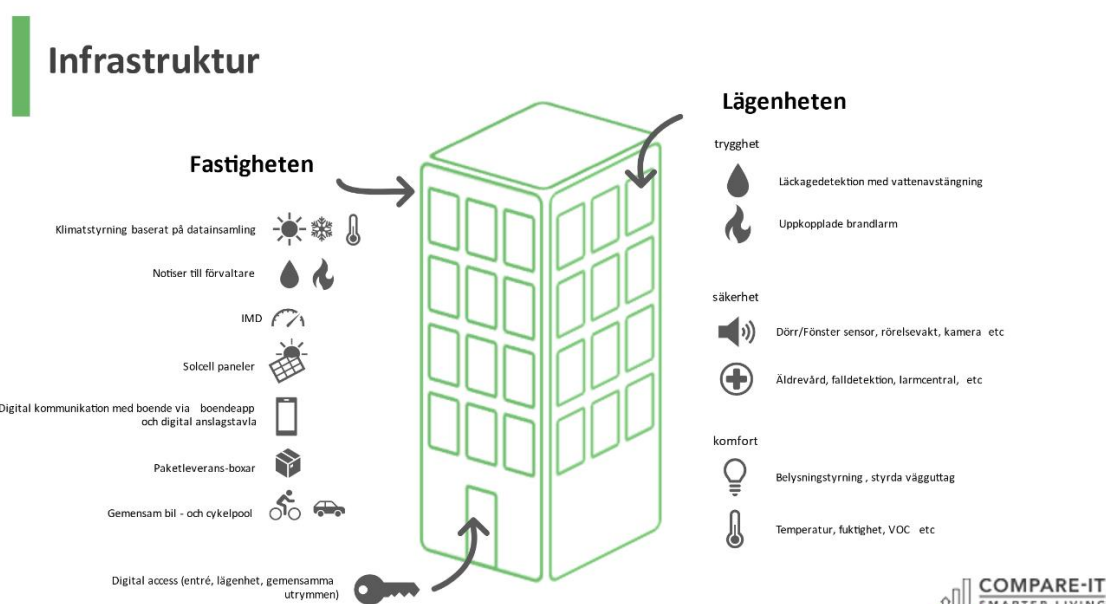 Infrastruktur
Fastigheten
Klimatstyrning baserat på datainsamling
Notiser till förvaltare
IMD
Solcell paneler
Digital kommunikation med boende via boendeapp
och digital anslagstavla
Paketleverans-boxar
Gemensam bil - och cykelpool
Digital access (entré, lägenhet, gemensamma
utrymmen)
Lägenheten
trygghet
Läckagedetektion med vattenavstängning
Uppkopplade brandlarm
säkerhet
Dörr/Fönster sensor, rörelsevakt, kamera etc
Äldrevård, falldetektion, larmcentral, etc
komfort
Belysningstyrning , styrda vägguttag
Temperatur, fuktighet, VOC etc
COMPARE-IT
SMARTER LIVING